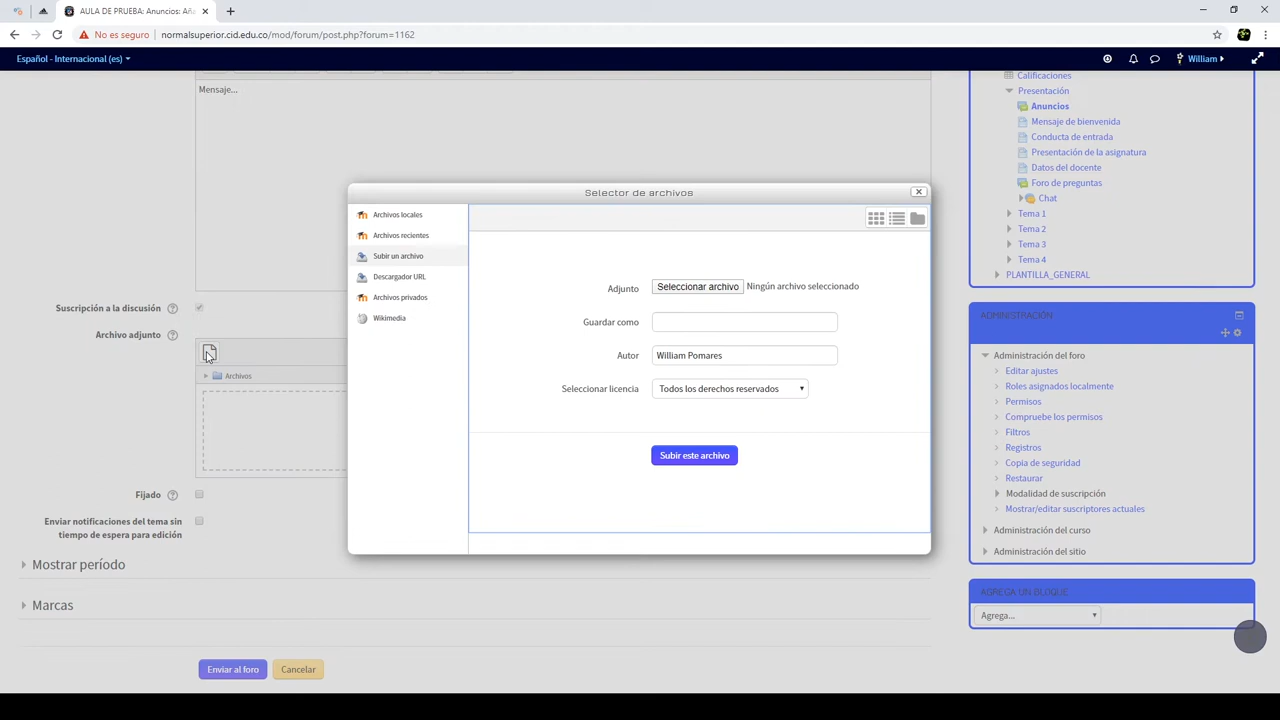 AULA DE PRUEBA: Anuncios: Aña
No es seguro
normalsuperior.cid.edu.co/mod/forum/post.php?forum=1162
Español - Internacional (es)
William
Mensaje...
Calificaciones
Presentación
Anuncios
Mensaje de bienvenida
Conducta de entrada
Presentación de la asignatura
Datos del docente
Foro de preguntas
Chat
Tema 1
Tema 2
Tema 3
Tema 4
PLANTILLA_GENERAL
Selector de archivos
Archivos locales
Archivos recientes
Subir un archivo
Descargador URL
Archivos privados
Wikimedia
Adjunto Seleccionar archivo Ningún archivo seleccionado
Guardar como
Autor William Pomares
Seleccionar licencia Todos los derechos reservados
Subir este archivo
Suscripción a la discusión
Archivo adjunto
Archivos
Fijado
Enviar notificaciones del tema sin
tiempo de espera para edición
Mostrar período
Marcas
Enviar al foro Cancelar
ADMINISTRACIÓN
Administración del foro
Editar ajustes
Roles asignados localmente
Permisos
Compruebe los permisos
Filtros
Registros
Copia de seguridad
Restaurar
Modalidad de suscripción
Mostrar/editar suscriptores actuales
Administración del curso
Administración del sitio
AGREGA UN BLOQUE
Agrega...